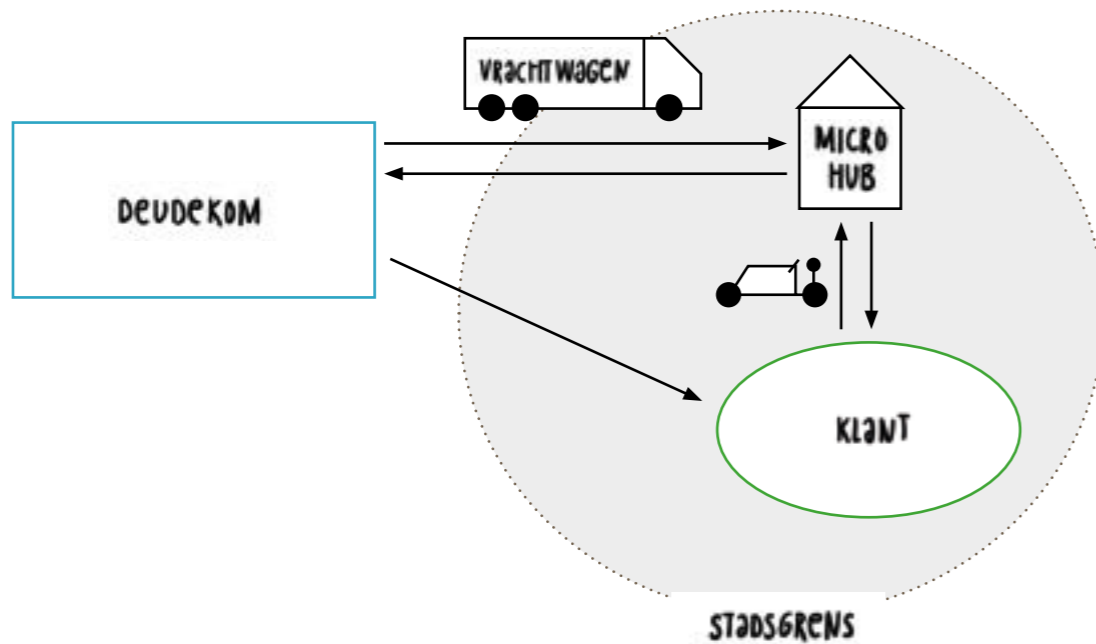 VRACHTWAGEN
MICRO
HUB
DEUDEKOM
KLANT
STADSGRENS